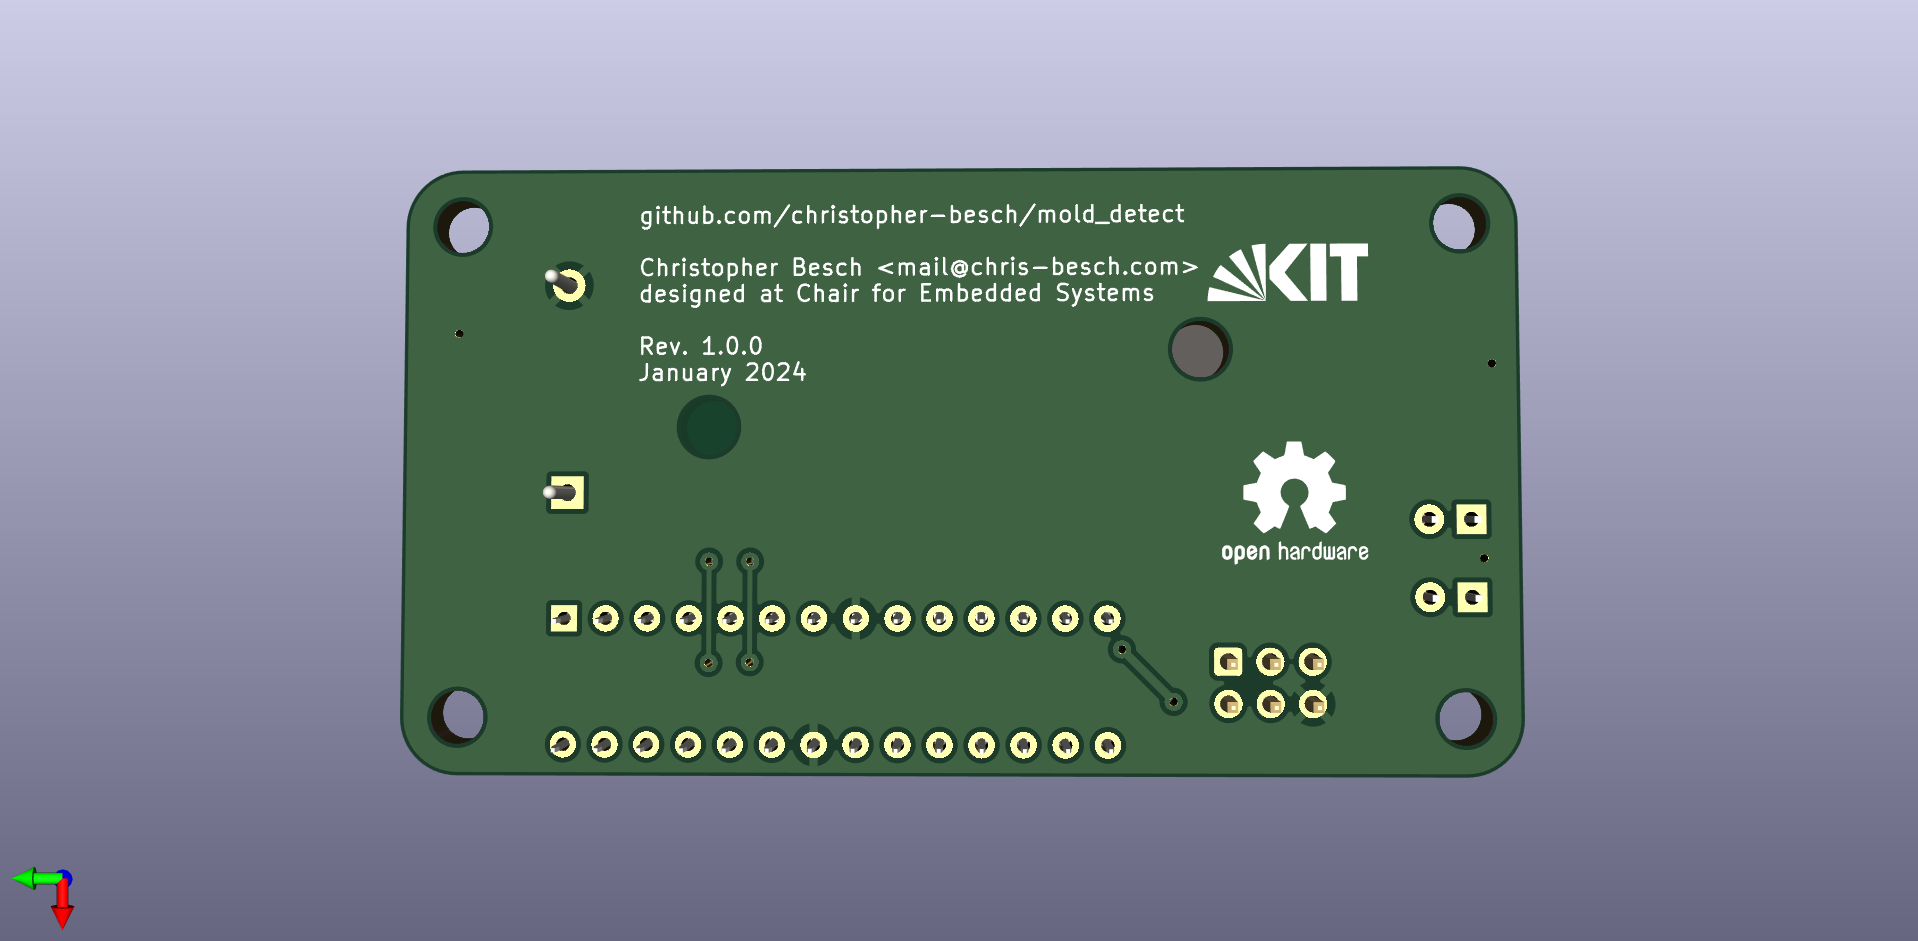 github.com/christopher-besch/mold_detect
Christopher Besch <mail@chris-besch.com>
designed at Chair for Embedded Systems
KIT
Rev. 1.0.0
January 2024
open hardware